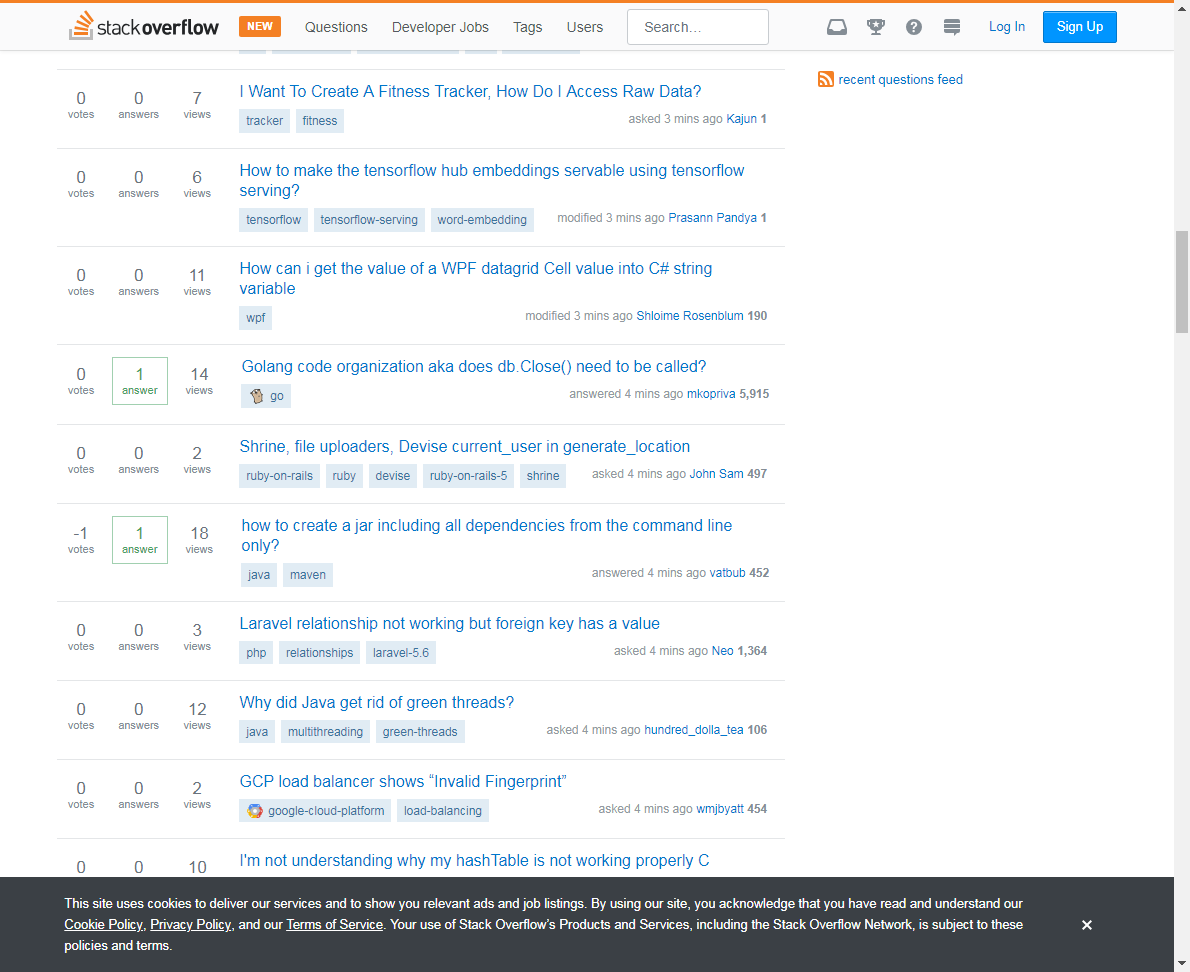 stackoverflow NEW Questions Developer Jobs Tags Users Search... Log In Sign Up
recent questions feed
I Want To Create A Fitness Tracker, How Do I Access Raw Data?
0 0 7
votes answers views
tracker fitness asked 3 mins ago Kajun 1
How to make the tensorflow hub embeddings servable using tensorflow
serving?
0 0 6
votes answers views
tensorflow tensorflow-serving word-embedding modified 3 mins ago Prasann Pandya 1
How can i get the value of a WPF datagrid Cell value into C# string
variable
0 0 11
votes answers views
wpf modified 3 mins ago Shloime Rosenblum 190
Golang code organization aka does db.Close() need to be called?
0 1 14
votes answer views
go answered 4 mins ago mkopriva 5,915
Shrine, file uploaders, Devise current_user in generate_location
0 0 2
votes answers views
ruby-on-rails ruby devise ruby-on-rails-5 shrine asked 4 mins ago John Sam 497
how to create a jar including all dependencies from the command line
only?
-1 1 18
votes answer views
java maven answered 4 mins ago vatbub 452
Laravel relationship not working but foreign key has a value
0 0 3
votes answers views
php relationships laravel-5.6 asked 4 mins ago Neo 1,364
Why did Java get rid of green threads?
0 0 12
votes answers views
java multithreading green-threads asked 4 mins ago hundred_dolla_tea 106
GCP load balancer shows “Invalid Fingerprint”
0 0 2
votes answers views
google-cloud-platform load-balancing asked 4 mins ago wmjbyatt 454
I'm not understanding why my hashTable is not working properly C
0 0 10
This site uses cookies to deliver our services and to show you relevant ads and job listings. By using our site, you acknowledge that you have read and understand our
Cookie Policy, Privacy Policy, and our Terms of Service. Your use of Stack Overflow's Products and Services, including the Stack Overflow Network, is subject to these
policies and terms.